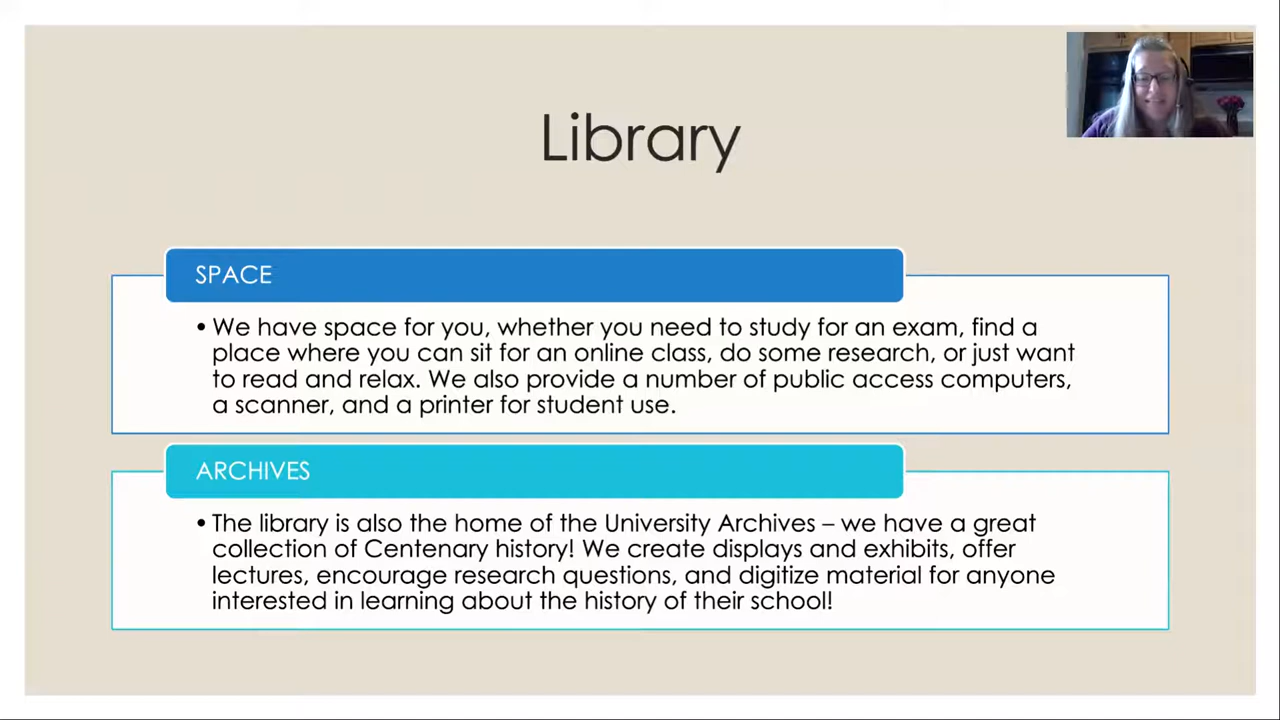 Library
SPACE
• We have space for you, whether you need to study for an exam, find a
place where you can sit for an online class, do some research, or just want
to read and relax. We also provide a number of public access computers,
a scanner, and a printer for student use.
ARCHIVES
• The library is also the home of the University Archives – we have a great
collection of Centenary history! We create displays and exhibits, offer
lectures, encourage research questions, and digitize material for anyone
interested in learning about the history of their school!